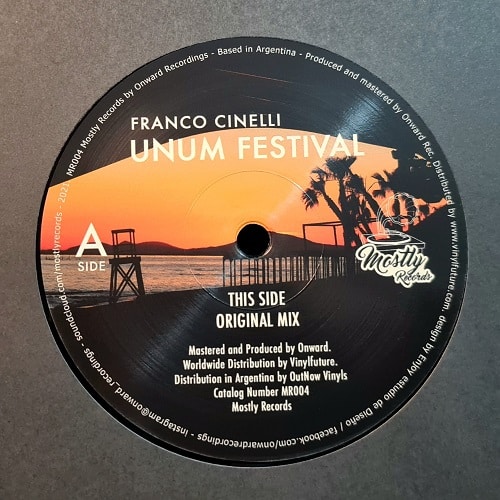 FRANCO CINELLI
UNUM FESTIVAL
A
SIDE
Mostly
Records
THIS SIDE
ORIGINAL MIX
Mastered and Produced by Onward.
Worldwide Distribution by Vinylfuture.
Distribution in Argentina by OutNow Vinyls
Catalog Number MR004
Mostly Records
MR004 Mostly Records by Onward Recordings - Based in Argentina - Produced and mastered by Onward Rec. Distributed by www.vinylfuture.com. design by Enjoy estudio de Diseño / facebook.com/onwardrecordings - instagram@onward_recordings - soundcloud.com/mostlyrecords